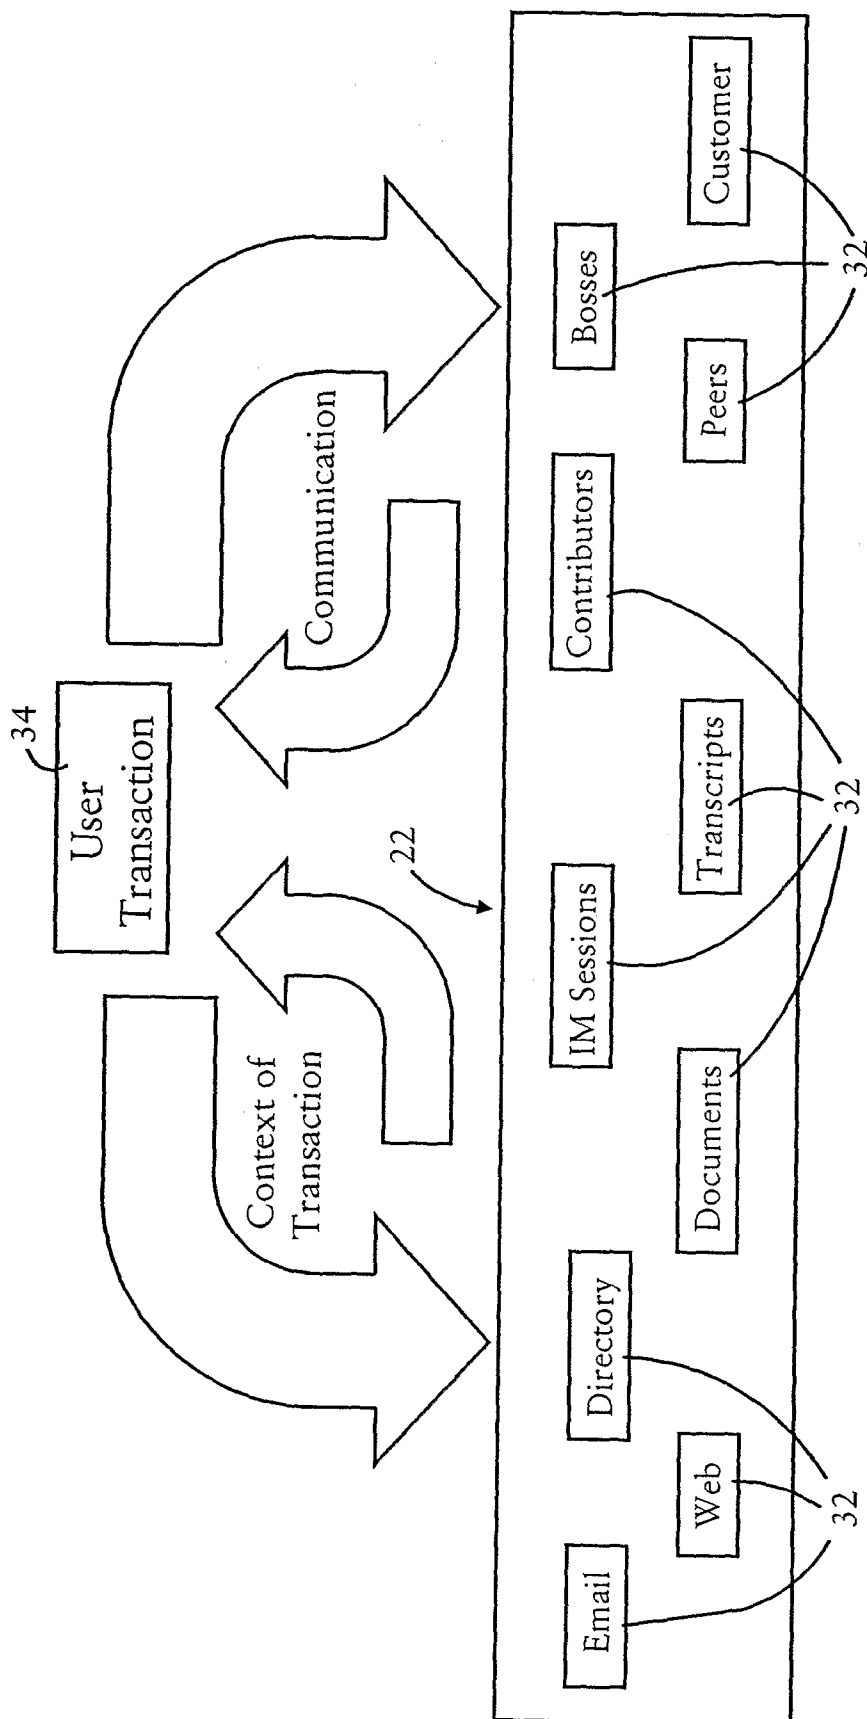 34
User
Transaction
Context of
Transaction
Communication
22
Email
Directory
IM Sessions
Contributors
Bosses
Web
Documents
Transcripts
Peers
Customer
32
32
32